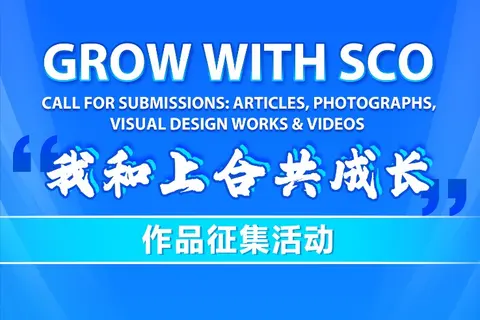 GROW WITH SCO
CALL FOR SUBMISSIONS: ARTICLES, PHOTOGRAPHS,
VISUAL DESIGN WORKS & VIDEOS
“我和上合共成长”
作品征集活动